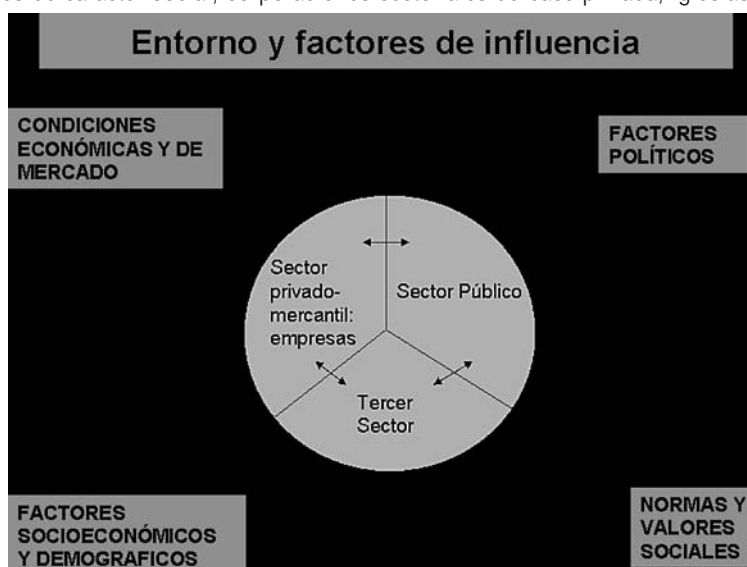 Entorno y factores de influencia
CONDICIONES
ECONÓMICAS Y DE
MERCADO
FACTORES
POLÍTICOS
Sector
privado-
mercantil:
empresas
Sector Público
Tercer
Sector
FACTORES
SOCIOECONÓMICOS
Y DEMOGRAFICOS
NORMAS Y
VALORES
SOCIALES